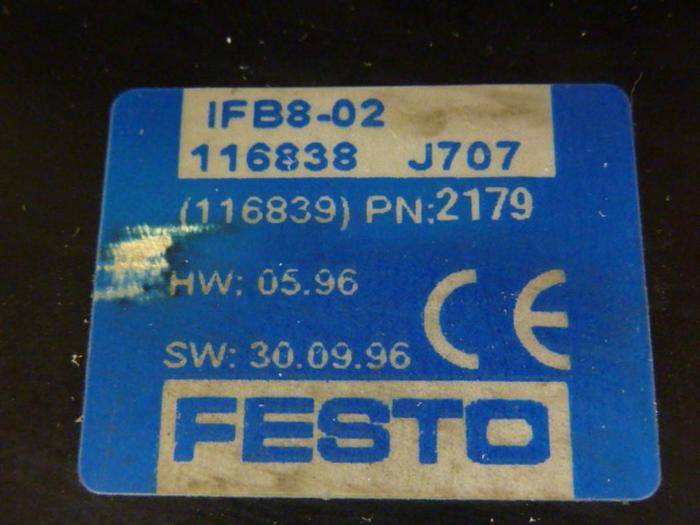 IFB8-02
116838 J707
(116839) PN:2179
HW: 05.96
SW: 30.09.96
CE
FESTO